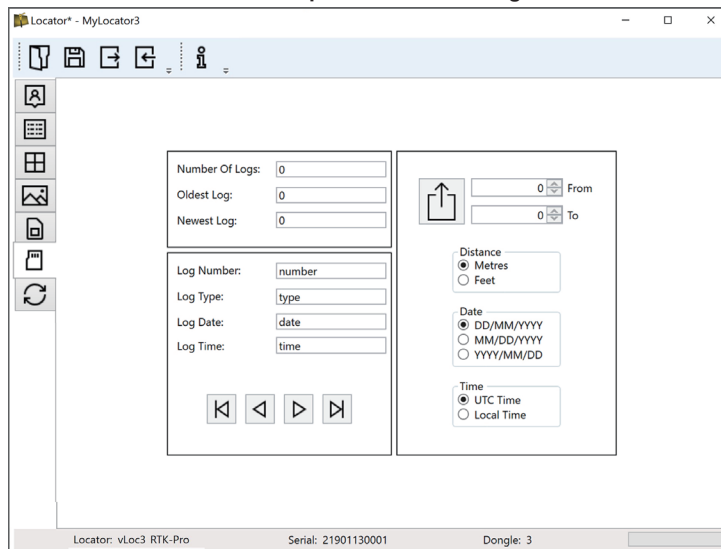 Locator* - MyLocator3
Number Of Logs: 0
Oldest Log: 0
Newest Log: 0
Log Number: number
Log Type: type
Log Date: date
Log Time: time
0 From
0 To
Distance
Metres
Feet
Date
DD/MM/YYYY
MM/DD/YYYY
YYYY/MM/DD
Time
UTC Time
Local Time
Locator: vLoc3 RTK-Pro Serial: 21901130001 Dongle: 3